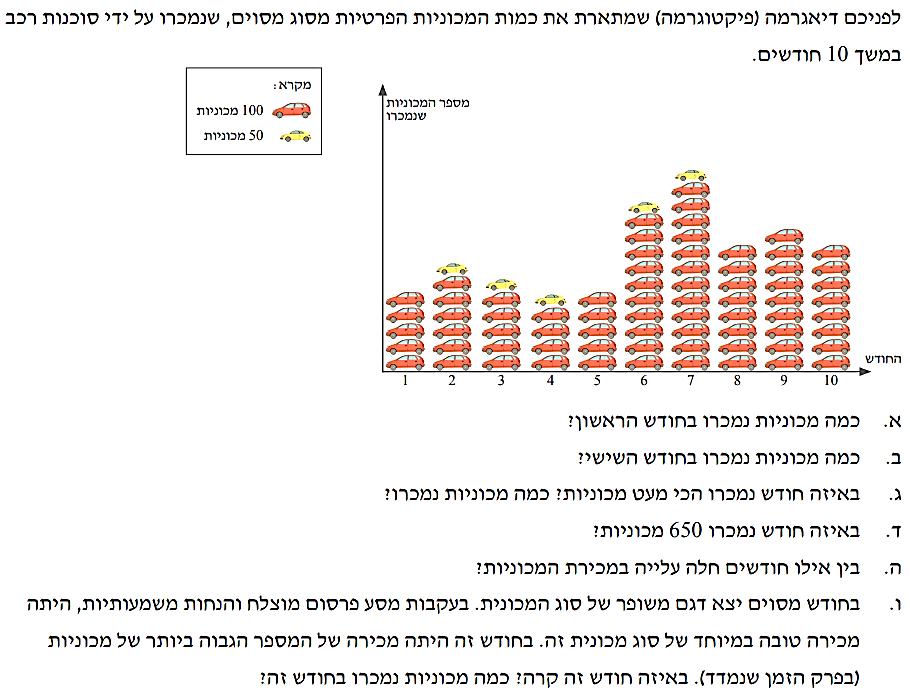 לפניכם דיאגרמה (פיקטוגרמה) שמתארת את כמות המכוניות הפרטיות מסוג מסוים, שנמכרו על ידי סוכנות רכב
במשך 10 חודשים.
מקרא:
100 מכוניות
50 מכוניות
מספר המכוניות
שנמכרו
החודש
1 2 3 4 5 6 7 8 9 10
א. כמה מכוניות נמכרו בחודש הראשון?
ב. כמה מכוניות נמכרו בחודש השישי?
ג. באיזה חודש נמכרו הכי מעט מכוניות? כמה מכוניות נמכרו?
ד. באיזה חודש נמכרו 650 מכוניות?
ה. בין אילו חודשים חלה עלייה במכירת המכוניות?
ו. בחודש מסוים יצא דגם משופר של סוג המכונית. בעקבות מסע פרסום מוצלח והנחות משמעותיות, היתה
מכירה טובה במיוחד של סוג מכונית זה. בחודש זה היתה מכירה של המספר הגבוה ביותר של מכוניות
(בפרק הזמן שנמדד). באיזה חודש זה קרה? כמה מכוניות נמכרו בחודש זה?